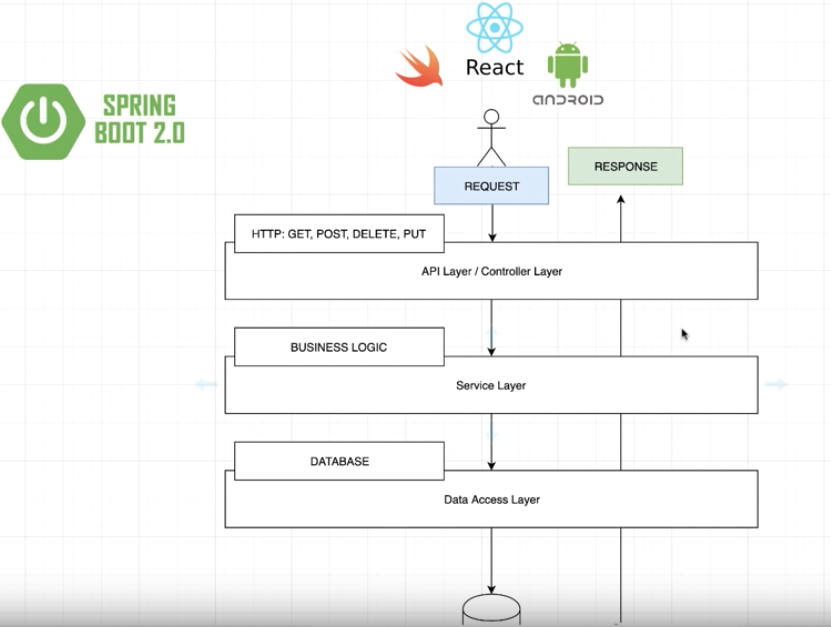 React
SPRING
BOOT 2.0
android
RESPONSE
REQUEST
HTTP: GET, POST, DELETE, PUT
API Layer / Controller Layer
BUSINESS LOGIC
Service Layer
DATABASE
Data Access Layer